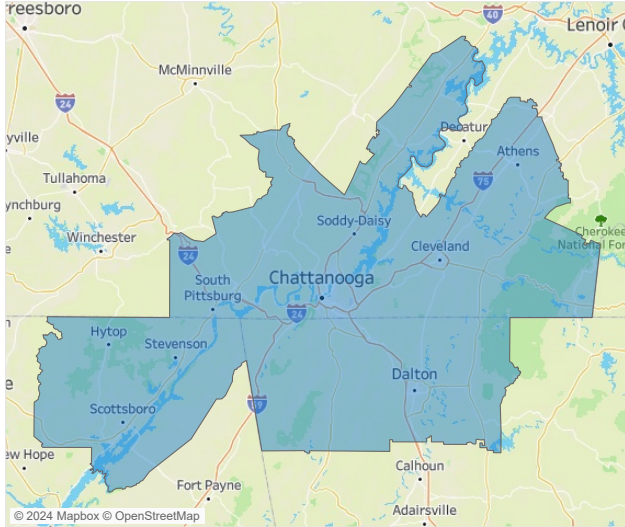 reesboro
40
Lenoir C
McMinnville
24
Decatur
yville
Athens
Tullahoma
75
ynchburg
Soddy-Daisy
Cherokee
National For
Winchester
24
Cleveland
South
Pittsburg
Chattanooga
24
Hytop
Stevenson
Dalton
e
59
Scottsboro
ew Hope
Calhoun
Fort Payne
Adairsville
© 2024 Mapbox © OpenStreetMap